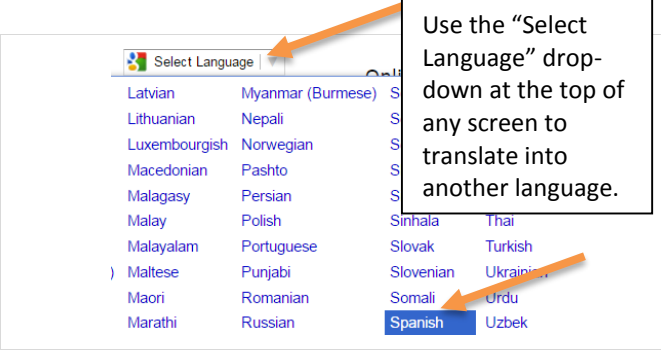 Use the “Select
Language” drop-
down at the top of
any screen to
translate into
another language.
Select Language
Latvian Myanmar (Burmese) S
Lithuanian Nepali S
Luxembourgish Norwegian S
Macedonian Pashto S
Malagasy Persian S
Malay Polish Sinhala Thai
Malayalam Portuguese Slovak Turkish
) Maltese Punjabi Slovenian Ukrainian
Maori Romanian Somali Urdu
Marathi Russian Spanish Uzbek